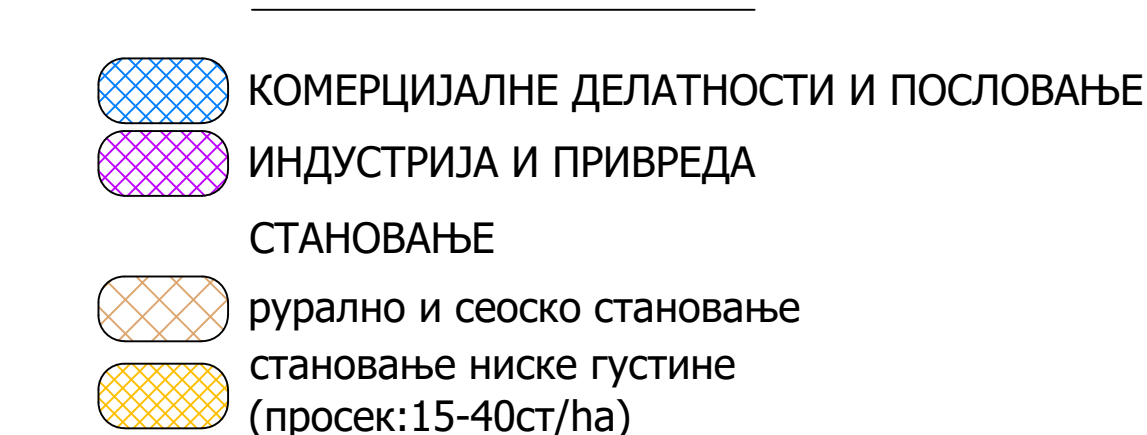 КОМЕРЦИЈАЛНЕ ДЕЛАТНОСТИ И ПОСЛОВАЊЕ
ИНДУСТРИЈА И ПРИВРЕДА
СТАНОВАЊЕ
рурално и сеоско становање
становање ниске густине
(просек:15-40ст/ha)